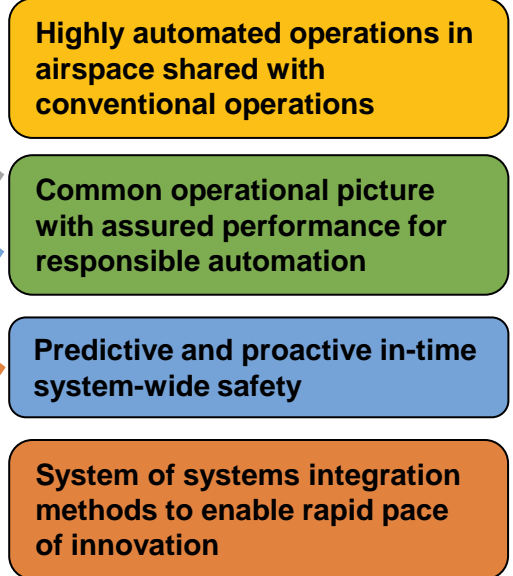 Highly automated operations in
airspace shared with
conventional operations
Common operational picture
with assured performance for
responsible automation
Predictive and proactive in-time
system-wide safety
System of systems integration
methods to enable rapid pace
of innovation